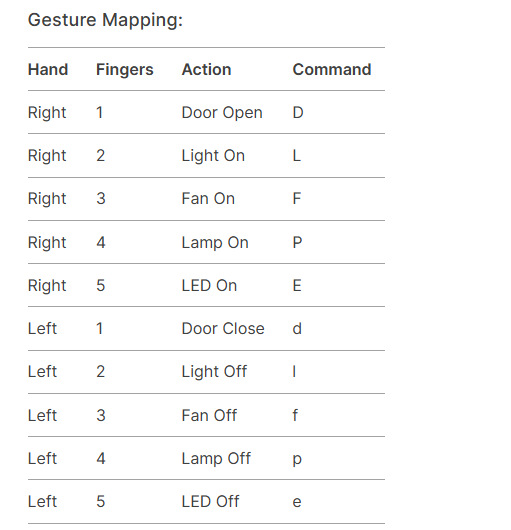 Gesture Mapping:
Hand Fingers Action Command
Right 1 Door Open D
Right 2 Light On L
Right 3 Fan On F
Right 4 Lamp On P
Right 5 LED On E
Left 1 Door Close d
Left 2 Light Off l
Left 3 Fan Off f
Left 4 Lamp Off p
Left 5 LED Off e